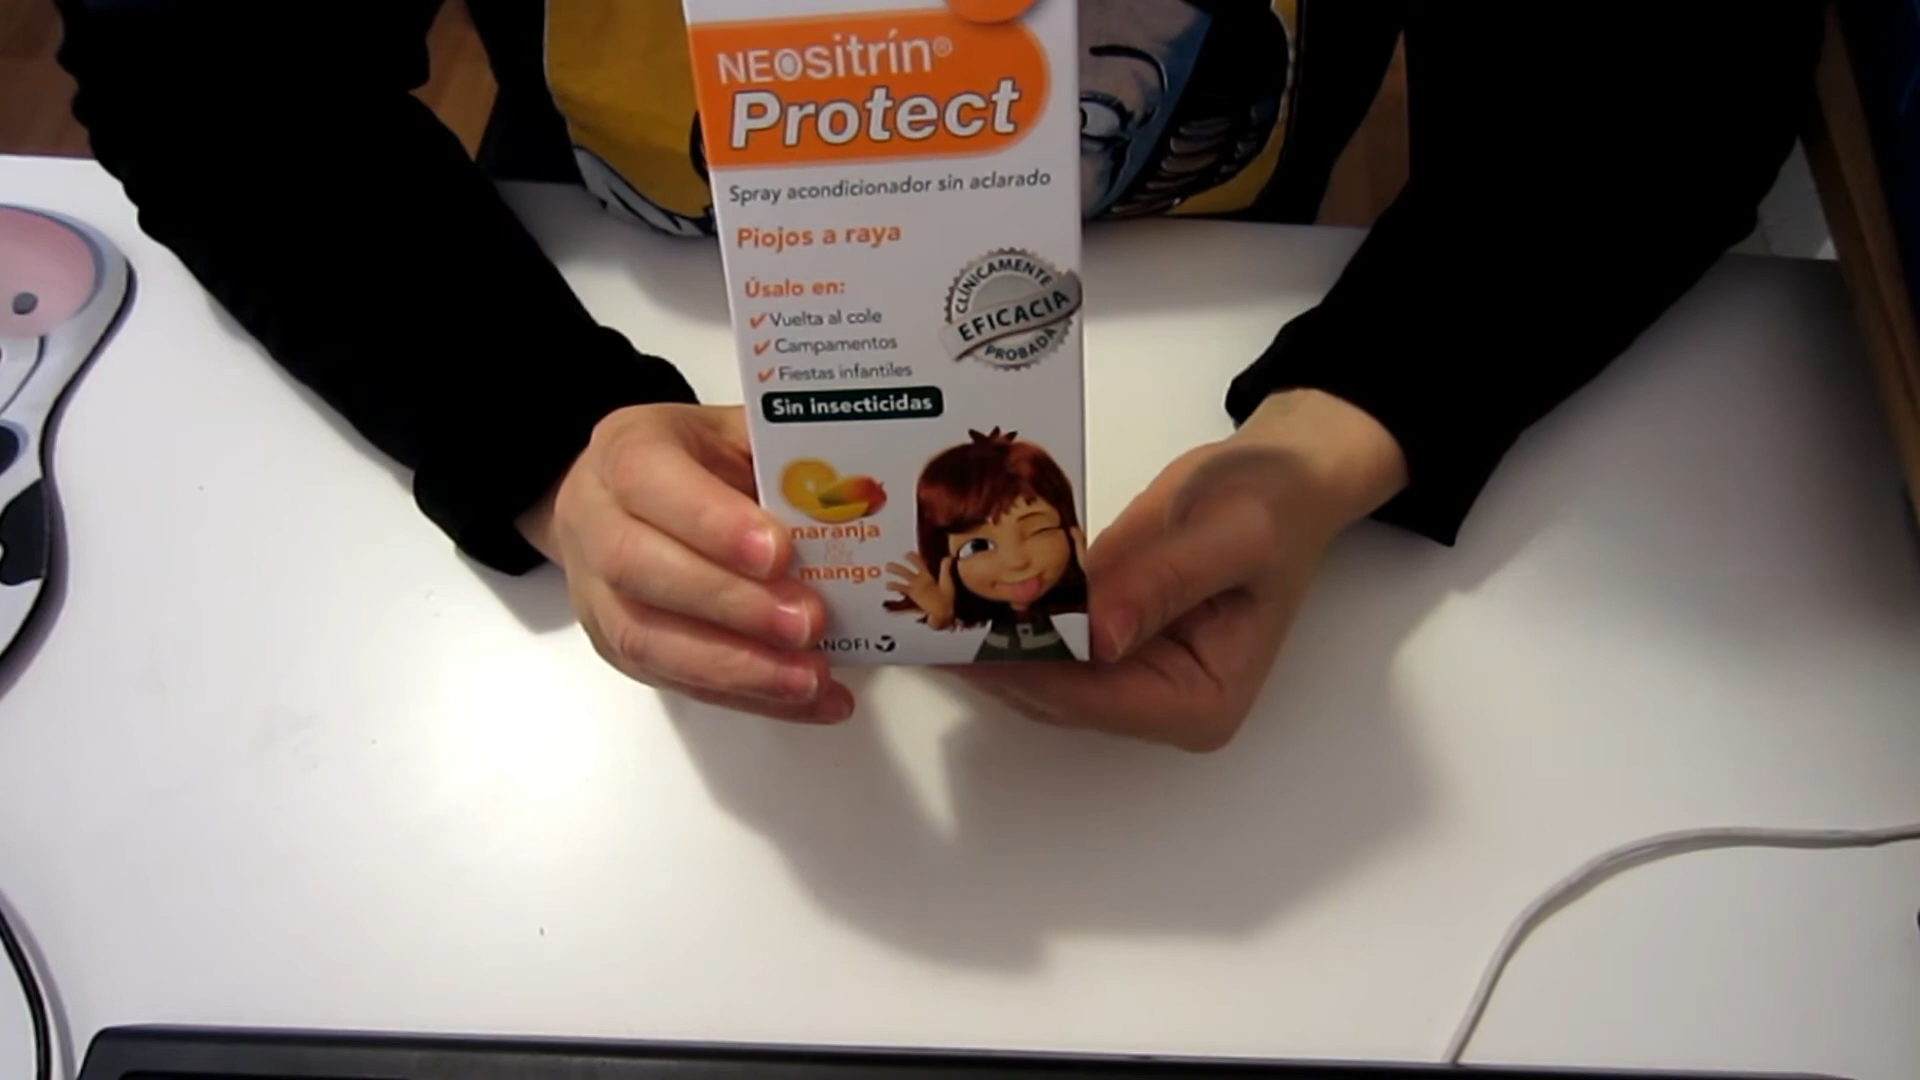 NEOsitrín®
Protect
Spray acondicionador sin aclarado
Piojos a raya
Úsalo en:
Vuelta al cole
Campamentos
Fiestas infantiles
Sin insecticidas
CLÍNICAMENTE
EFICACIA
PROBADA
naranja
mango
ANOFI